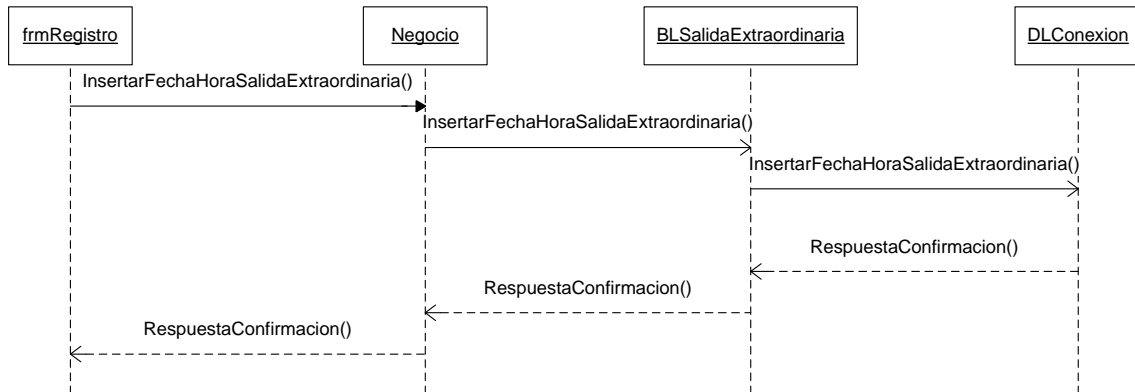 frmRegistro
Negocio
BLSalidaExtraordinaria
DLConexion
InsertarFechaHoraSalidaExtraordinaria()
InsertarFechaHoraSalidaExtraordinaria()
InsertarFechaHoraSalidaExtraordinaria()
RespuestaConfirmacion()
RespuestaConfirmacion()
RespuestaConfirmacion()